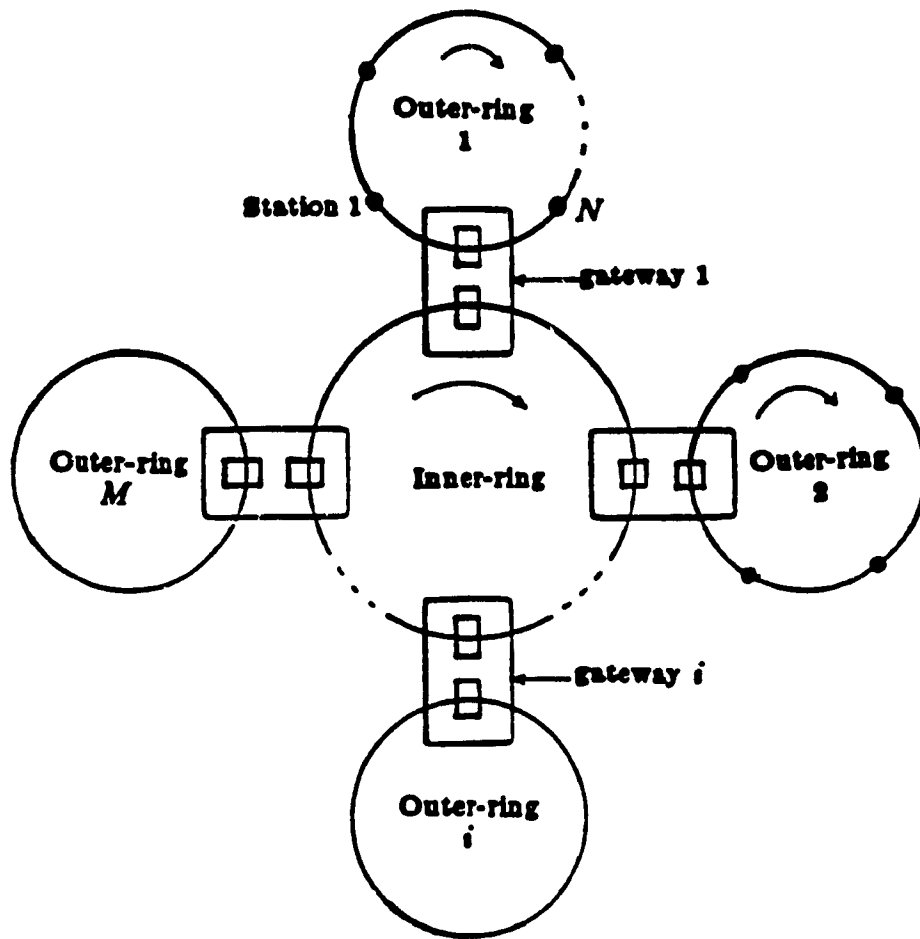 Outer-ring
1
Station 1
N
gateway 1
Outer-ring
M
Inner-ring
Outer-ring
2
gateway i
Outer-ring
i